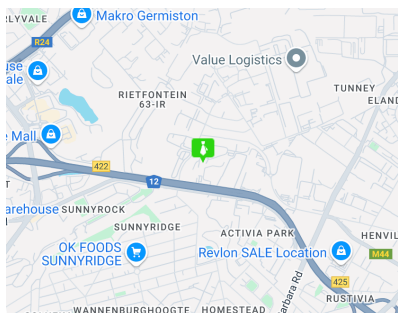 RLYVALE
Makro Germiston
R24
Value Logistics
use
ale
RIETFONTEIN
63-IR
TUNNEY
ELAND
e Mall
422
12
T
arehouse
SUNNYROCK
SUNNYRIDGE
ACTIVIA PARK
HENVIL
OK FOODS
SUNNYRIDGE
Revlon SALE Location
M44
425
arbara Rd
RUSTIVIA
WANNENBURGHOOGTE
HOMESTEAD